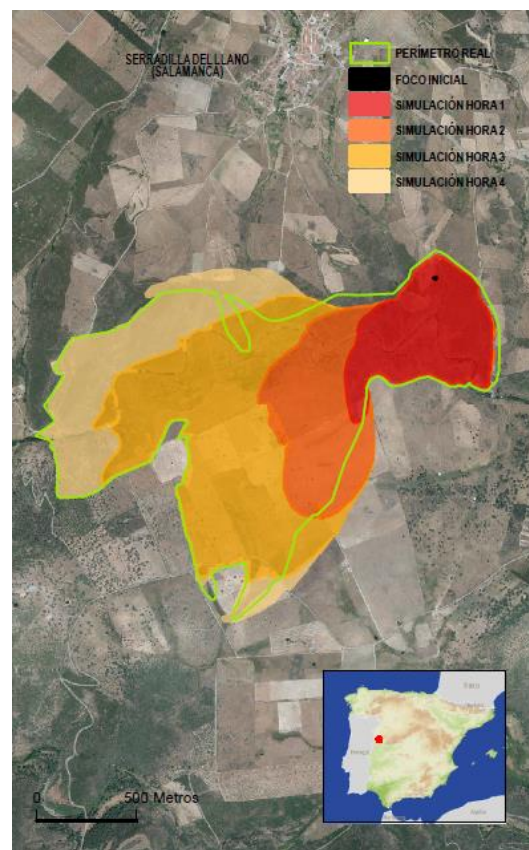 SERRADILLA DEL LLANO
(SALAMANCA)
PERÍMETRO REAL
FOCO INICIAL
SIMULACIÓN HORA 1
SIMULACIÓN HORA 2
SIMULACIÓN HORA 3
SIMULACIÓN HORA 4
0 500 Metros